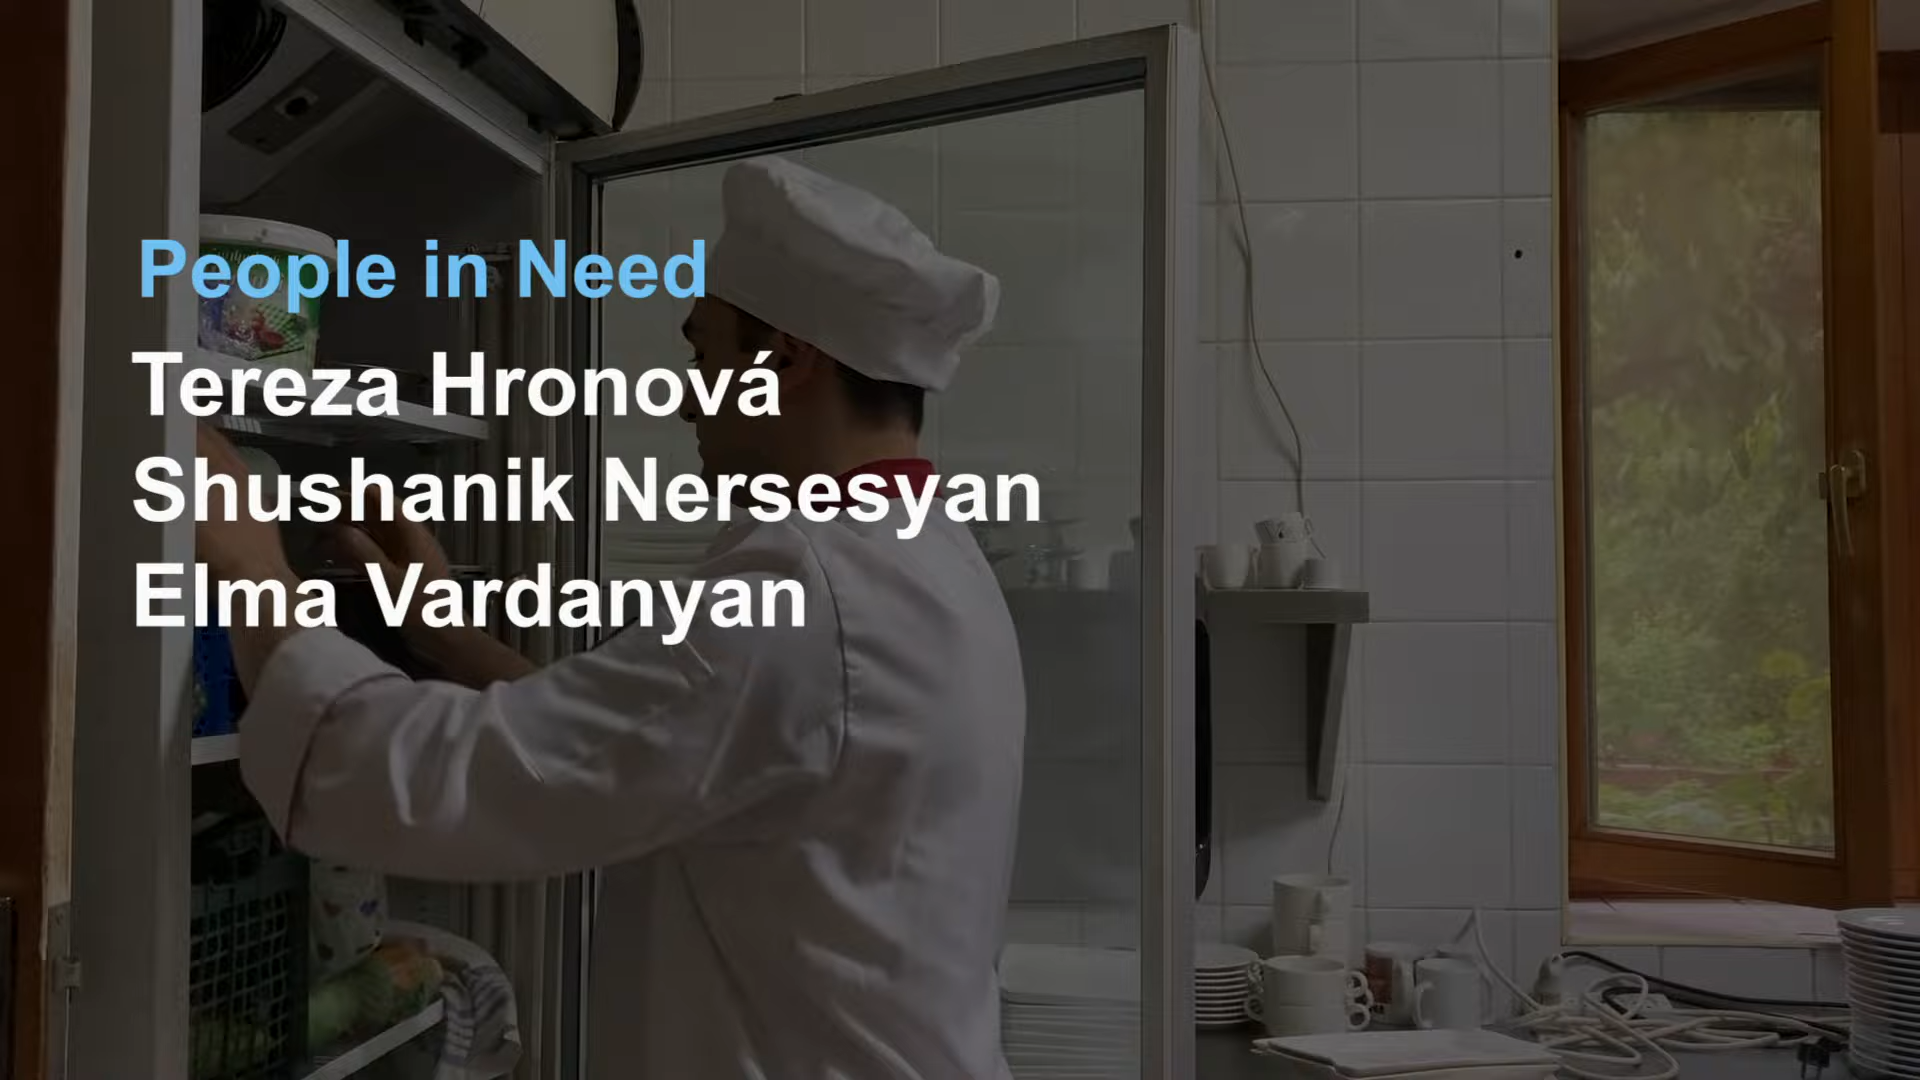 People in Need
Tereza Hronová
Shushanik Nersesyan
Elma Vardanyan